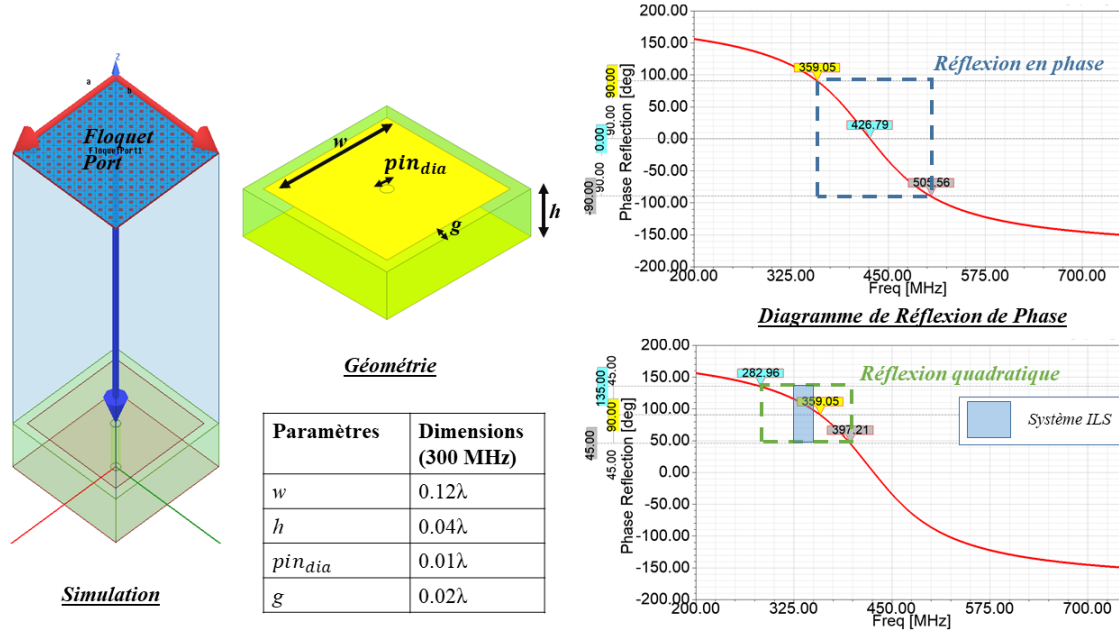 z
a
b
Floquet
FloquetPort1
Port
Simulation
w
pin_dia
g
h
Géométrie
Paramètres
Dimensions
(300 MHz)
w
0.12λ
h
0.04λ
pin_dia
0.01λ
g
0.02λ
200.00
150.00
100.00
50.00
0.00
-50.00
-100.00
-150.00
-200.00
Phase Reflection [deg]
90.00
90.00
0.00
90.00
-90.00
359.05
426.79
505.56
Réflexion en phase
200.00
325.00
450.00
575.00
700.00
Freq [MHz]
Diagramme de Réflexion de Phase
200.00
150.00
100.00
50.00
0.00
-50.00
-100.00
-150.00
-200.00
Phase Reflection [deg]
45.00
135.00
90.00
45.00
45.00
282.96
359.05
397.21
Réflexion quadratique
Système ILS
200.00
325.00
450.00
575.00
700.00
Freq [MHz]